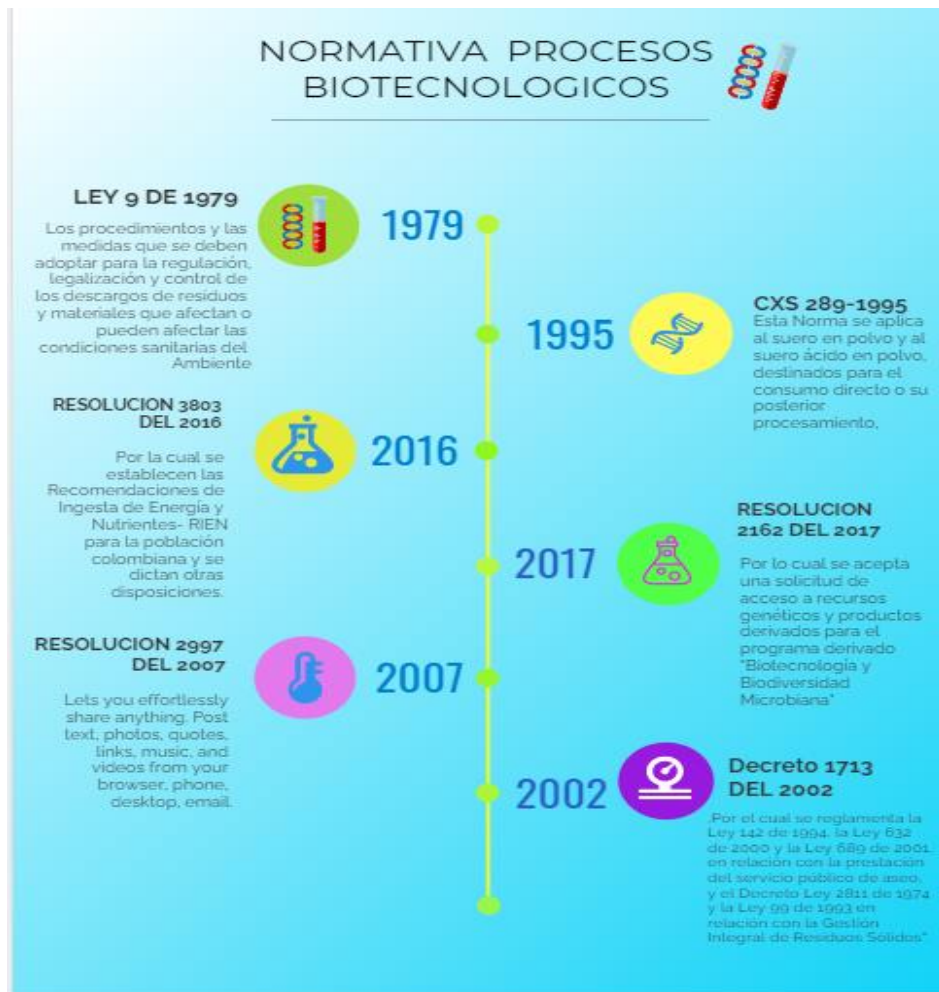 NORMATIVA PROCESOS
BIOTECNOLOGICOS
LEY 9 DE 1979
Los procedimientos y las
medidas que se deben
adoptar para la regulación,
legalización y control de
los descargos de residuos
y materiales que afectan o
pueden afectar las
condiciones sanitarias del
Ambiente
1979
1995
CXS 289-1995
Esta Norma se aplica
al suero en polvo y al
suero ácido en polvo,
destinados para el
consumo directo o su
posterior
procesamiento,
RESOLUCION 3803
DEL 2016
Por la cual se
establecen las
Recomendaciones de
Ingesta de Energía y
Nutrientes- RIEN
para la población
colombiana y se
dictan otras
disposiciones.
2016
2017
RESOLUCION
2162 DEL 2017
Por lo cual se acepta
una solicitud de
acceso a recursos
genéticos y productos
derivados para el
programa derivado
"Biotecnología y
Biodiversidad
Microbiana"
RESOLUCION 2997
DEL 2007
Lets you effortlessly
share anything. Post
text, photos, quotes,
links, music, and
videos from your
browser, phone,
desktop, email.
2007
2002
Decreto 1713
DEL 2002
.Por el cual se reglamenta la
Ley 142 de 1994, la Ley 632
de 2000 y la Ley 689 de 2001,
en relación con la prestación
del servicio público de aseo,
y el Decreto Ley 2811 de 1974
y la Ley 99 de 1993 en
relación con la Gestión
Integral de Residuos Sólidos"